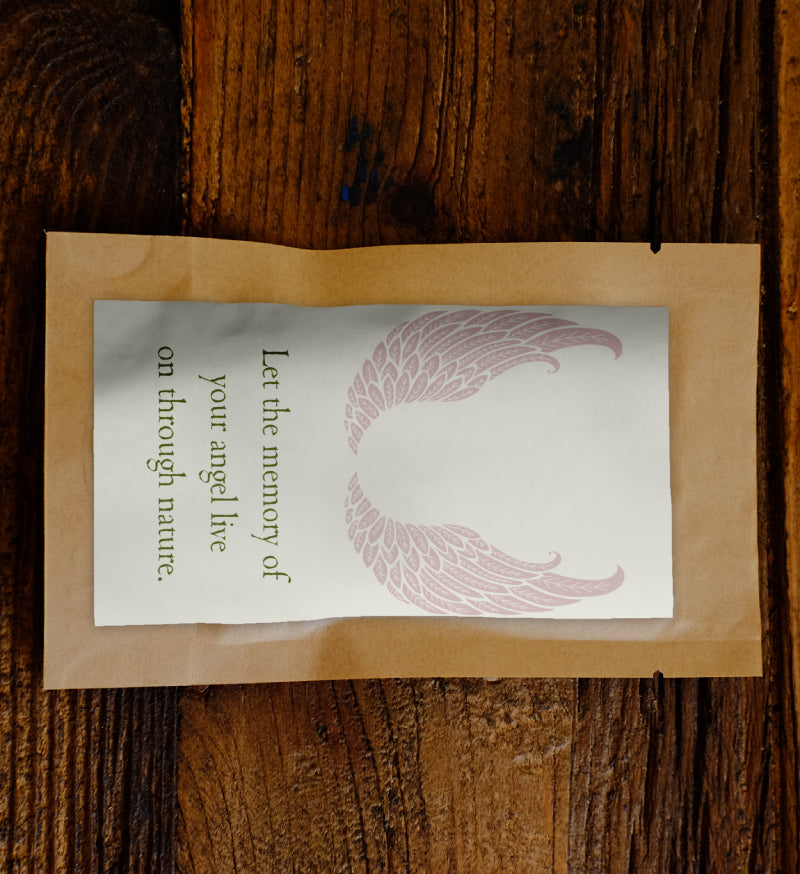 Let the memory of
your angel live
on through nature.